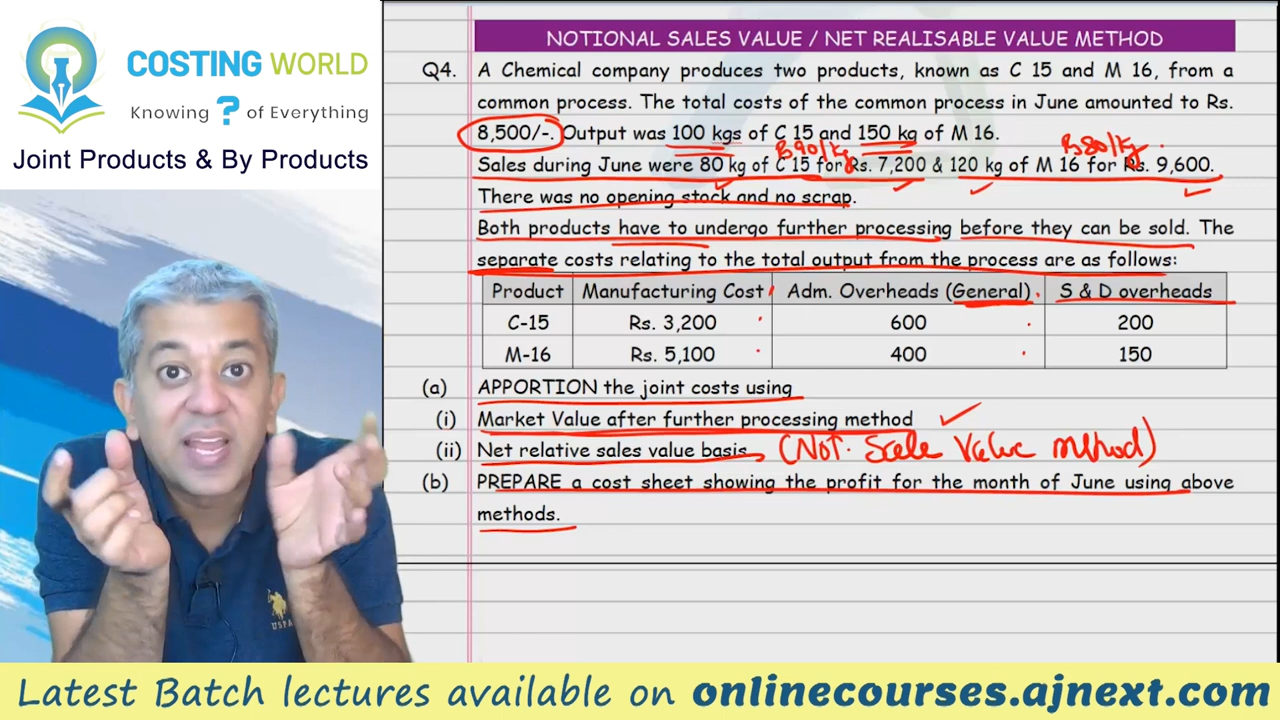 COSTING WORLD
Knowing ? of Everything
Joint Products & By Products
NOTIONAL SALES VALUE / NET REALISABLE VALUE METHOD
Q4. A Chemical company produces two products, known as C 15 and M 16, from a
common process. The total costs of the common process in June amounted to Rs.
8,500/-. Output was 100 kgs of C 15 and 150 kg of M 16.
Rs90/kg Rs80/kg
Sales during June were 80 kg of C 15 for Rs. 7,200 & 120 kg of M 16 for Rs. 9,600.
There was no opening stock and no scrap.
Both products have to undergo further processing before they can be sold. The
separate costs relating to the total output from the process are as follows:
Product Manufacturing Cost Adm. Overheads (General) S & D overheads
C-15 Rs. 3,200 600 200
M-16 Rs. 5,100 400 150
(a) APPORTION the joint costs using
(i) Market Value after further processing method
(ii) Net relative sales value basis (Not. Sale Value method)
(b) PREPARE a cost sheet showing the profit for the month of June using above
methods.
USPA
Latest Batch lectures available on onlinecourses.ajnext.com